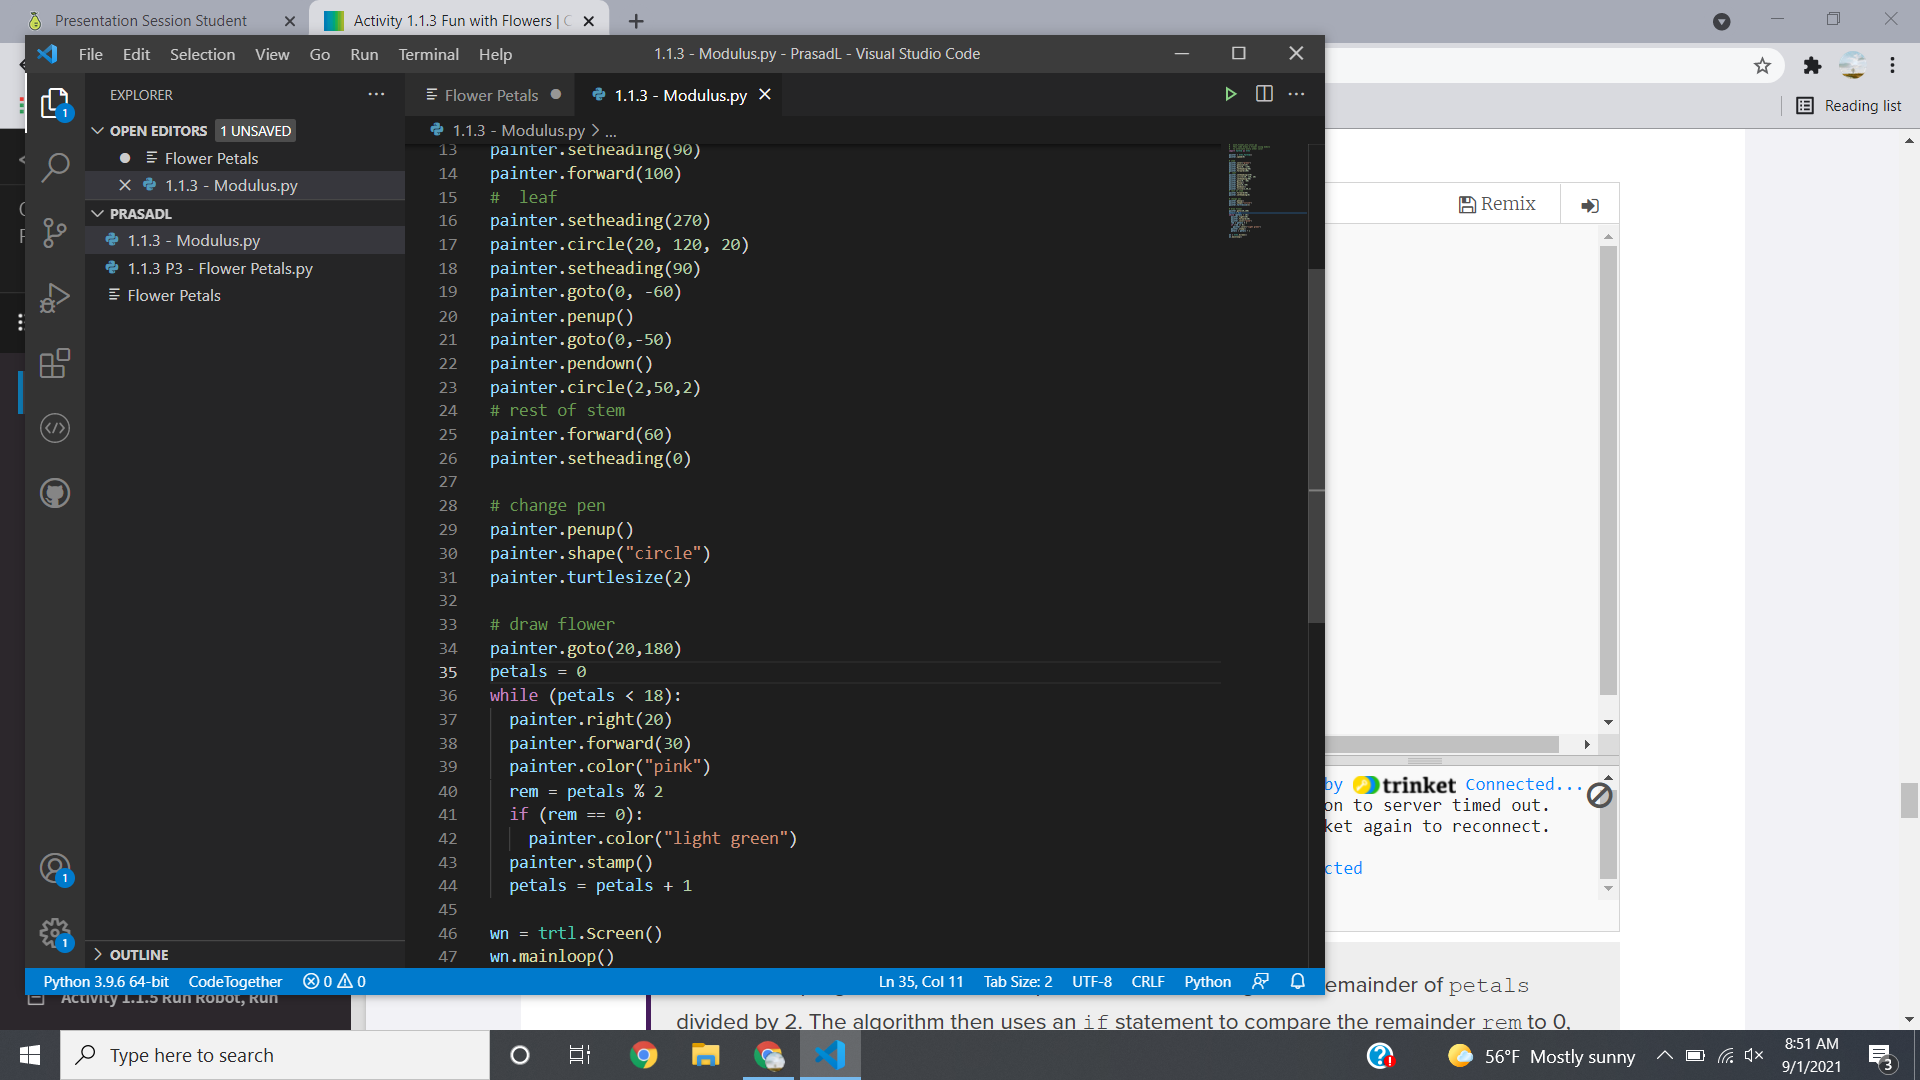 Presentation Session Student
Activity 1.1.3 Fun with Flowers | C
File Edit Selection View Go Run Terminal Help
1.1.3 - Modulus.py - PrasadL - Visual Studio Code
Reading list
EXPLORER
OPEN EDITORS 1 UNSAVED
Flower Petals
1.1.3 - Modulus.py
PRASADL
1.1.3 - Modulus.py
1.1.3 P3 - Flower Petals.py
Flower Petals
OUTLINE
1
1
1
Flower Petals
1.1.3 - Modulus.py
1.1.3 - Modulus.py > ...
13 painter.setheading(90)
14 painter.forward(100)
15 #  leaf
16 painter.setheading(270)
17 painter.circle(20, 120, 20)
18 painter.setheading(90)
19 painter.goto(0, -60)
20 painter.penup()
21 painter.goto(0,-50)
22 painter.pendown()
23 painter.circle(2,50,2)
24 # rest of stem
25 painter.forward(60)
26 painter.setheading(0)
27
28 # change pen
29 painter.penup()
30 painter.shape("circle")
31 painter.turtlesize(2)
32
33 # draw flower
34 painter.goto(20,180)
35 petals = 0
36 while (petals < 18):
37   painter.right(20)
38   painter.forward(30)
39   painter.color("pink")
40   rem = petals % 2
41   if (rem == 0):
42     painter.color("light green")
43   painter.stamp()
44   petals = petals + 1
45
46 wn = trtl.Screen()
47 wn.mainloop()
Python 3.9.6 64-bit CodeTogether 0 0 Ln 35, Col 11 Tab Size: 2 UTF-8 CRLF Python
Remix
by trinket Connected...
on to server timed out.
ket again to reconnect.
cted
emainder of petals
divided by 2. The algorithm then uses an if statement to compare the remainder rem to 0,
Activity 1.1.5 Run Robot, Run
Type here to search
56°F Mostly sunny
8:51 AM
9/1/2021
3